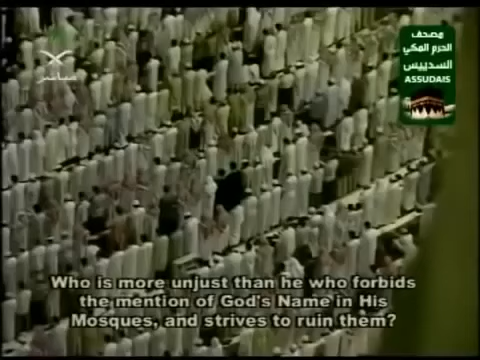 مصحف
الحرم المكي
السديس
ASSUDAIS
مباشر
Who is more unjust than he who forbids
the mention of God's Name in His
Mosques, and strives to ruin them?